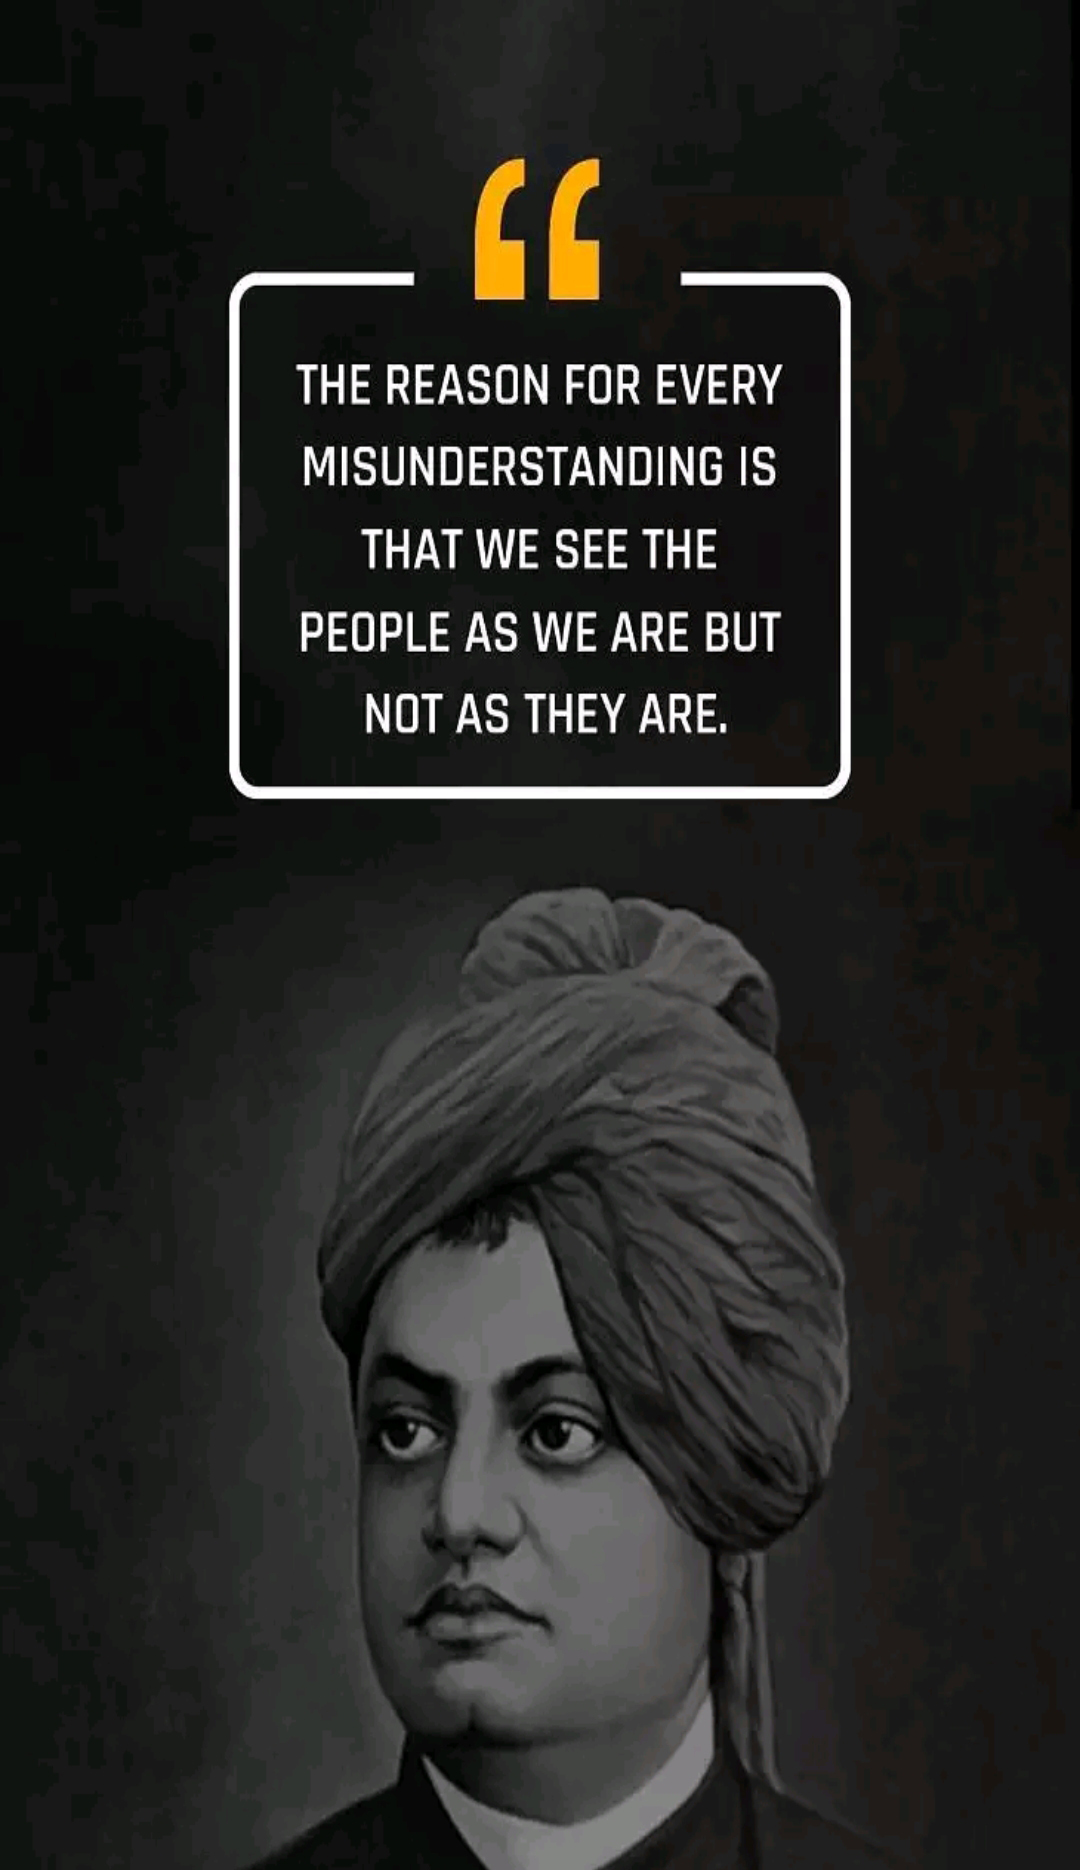 “
THE REASON FOR EVERY
MISUNDERSTANDING IS
THAT WE SEE THE
PEOPLE AS WE ARE BUT
NOT AS THEY ARE.